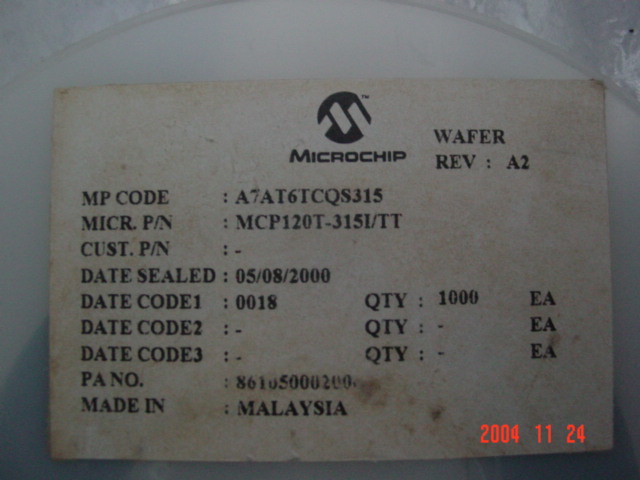 MICROCHIP
WAFER
REV : A2
MP CODE : A7AT6TCQS315
MICR. P/N : MCP120T-315I/TT
CUST. P/N : -
DATE SEALED : 05/08/2000
DATE CODE1 : 0018 QTY : 1000 EA
DATE CODE2 : - QTY : - EA
DATE CODE3 : - QTY : - EA
PA NO. :
MADE IN : MALAYSIA
2004 11 24